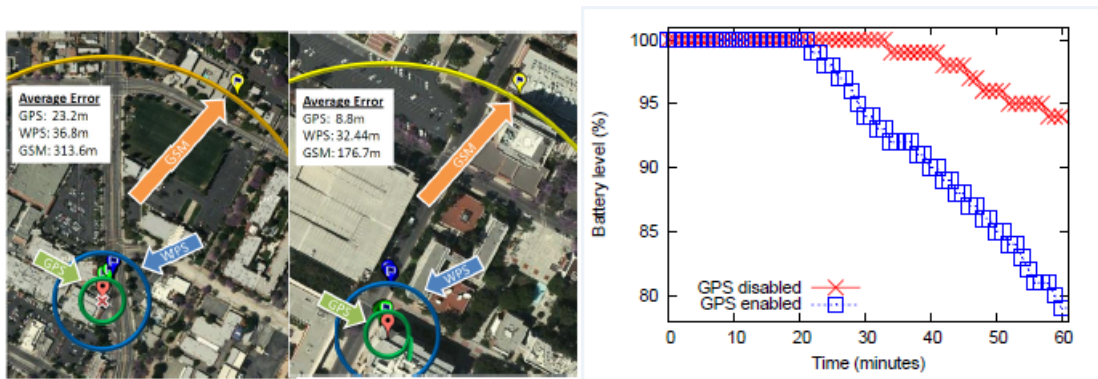 Average Error
GPS: 23.2m
WPS: 36.8m
GSM: 313.6m
GSM
GPS
WPS
Average Error
GPS: 8.8m
WPS: 32.44m
GSM: 176.7m
GSM
GPS
WPS
Battery level (%)
100
95
90
85
80
GPS disabled
GPS enabled
0 10 20 30 40 50 60
Time (minutes)